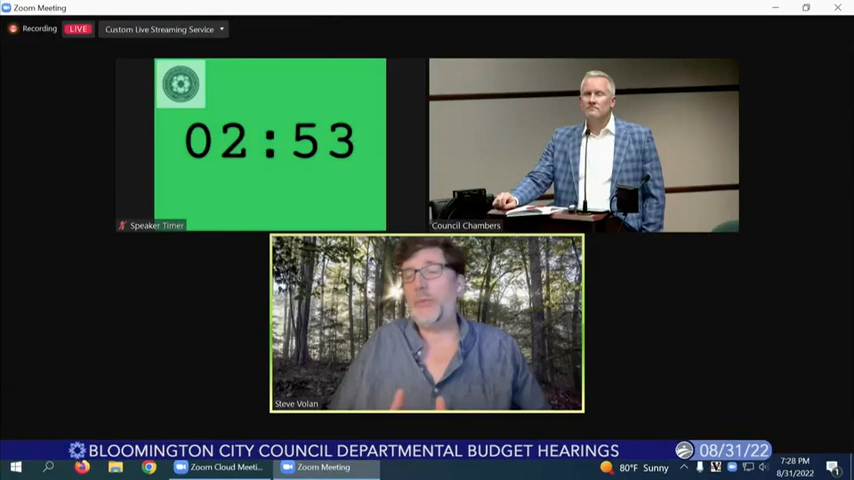 Zoom Meeting
Recording
LIVE
Custom Live Streaming Service
02:53
Speaker Timer
Council Chambers
Steve Volan
BLOOMINGTON CITY COUNCIL DEPARTMENTAL BUDGET HEARINGS
08/31/22
Zoom Cloud Meeti...
Zoom Meeting
80°F Sunny
7:28 PM
8/31/2022